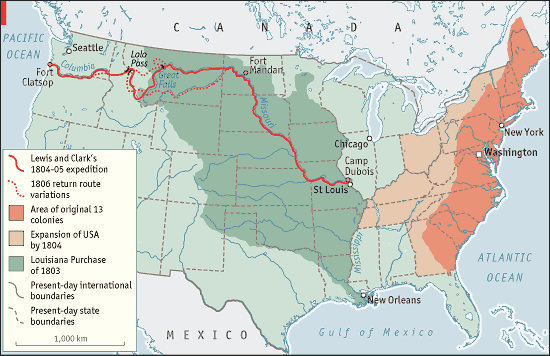 C A N A D A
PACIFIC
OCEAN
Seattle
Lolo
Pass
Columbia
Fort
Clatsop
Great
Falls
Fort
Mandan
Missouri
Chicago
Camp
Dubois
St Louis
New York
Washington
Mississippi
ATLANTIC
OCEAN
New Orleans
Gulf of Mexico
M E X I C O
Lewis and Clark's
1804-05 expedition
1806 return route
variations
Area of original 13
colonies
Expansion of USA
by 1804
Louisiana Purchase
of 1803
Present-day international
boundaries
Present-day state
boundaries
1,000 km